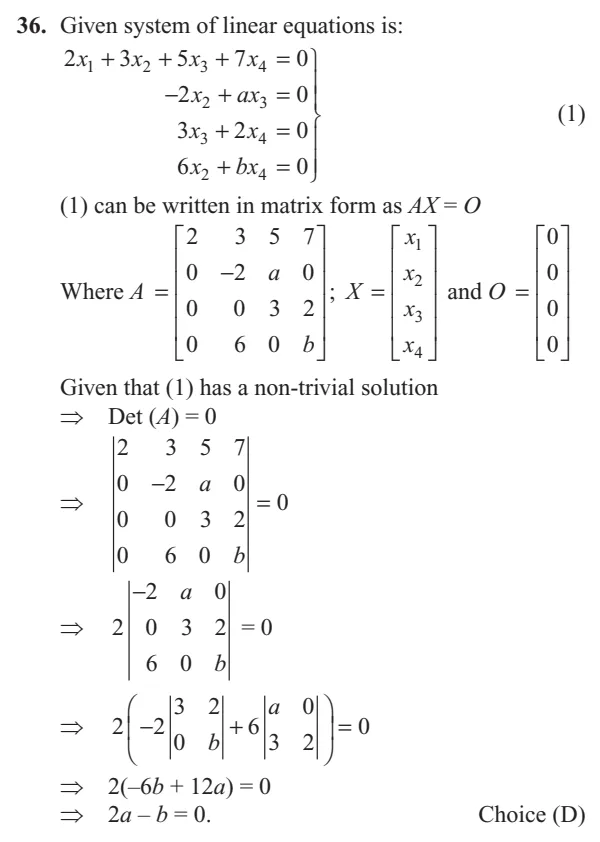 36. Given system of linear equations is:
2x₁ + 3x₂ + 5x₃ + 7x₄ = 0
−2x₂ + ax₃ = 0
3x₃ + 2x₄ = 0
6x₂ + bx₄ = 0
(1)
(1) can be written in matrix form as AX = O
Where A = [2 3 5 7; 0 −2 a 0; 0 0 3 2; 0 6 0 b]; X = [x₁; x₂; x₃; x₄] and O = [0; 0; 0; 0]
Given that (1) has a non-trivial solution
⇒ Det (A) = 0
⇒ |2 3 5 7; 0 −2 a 0; 0 0 3 2; 0 6 0 b| = 0
⇒ 2|−2 a 0; 0 3 2; 6 0 b| = 0
⇒ 2(−2|3 2; 0 b| + 6|a 0; 3 2|) = 0
⇒ 2(–6b + 12a) = 0
⇒ 2a – b = 0. Choice (D)